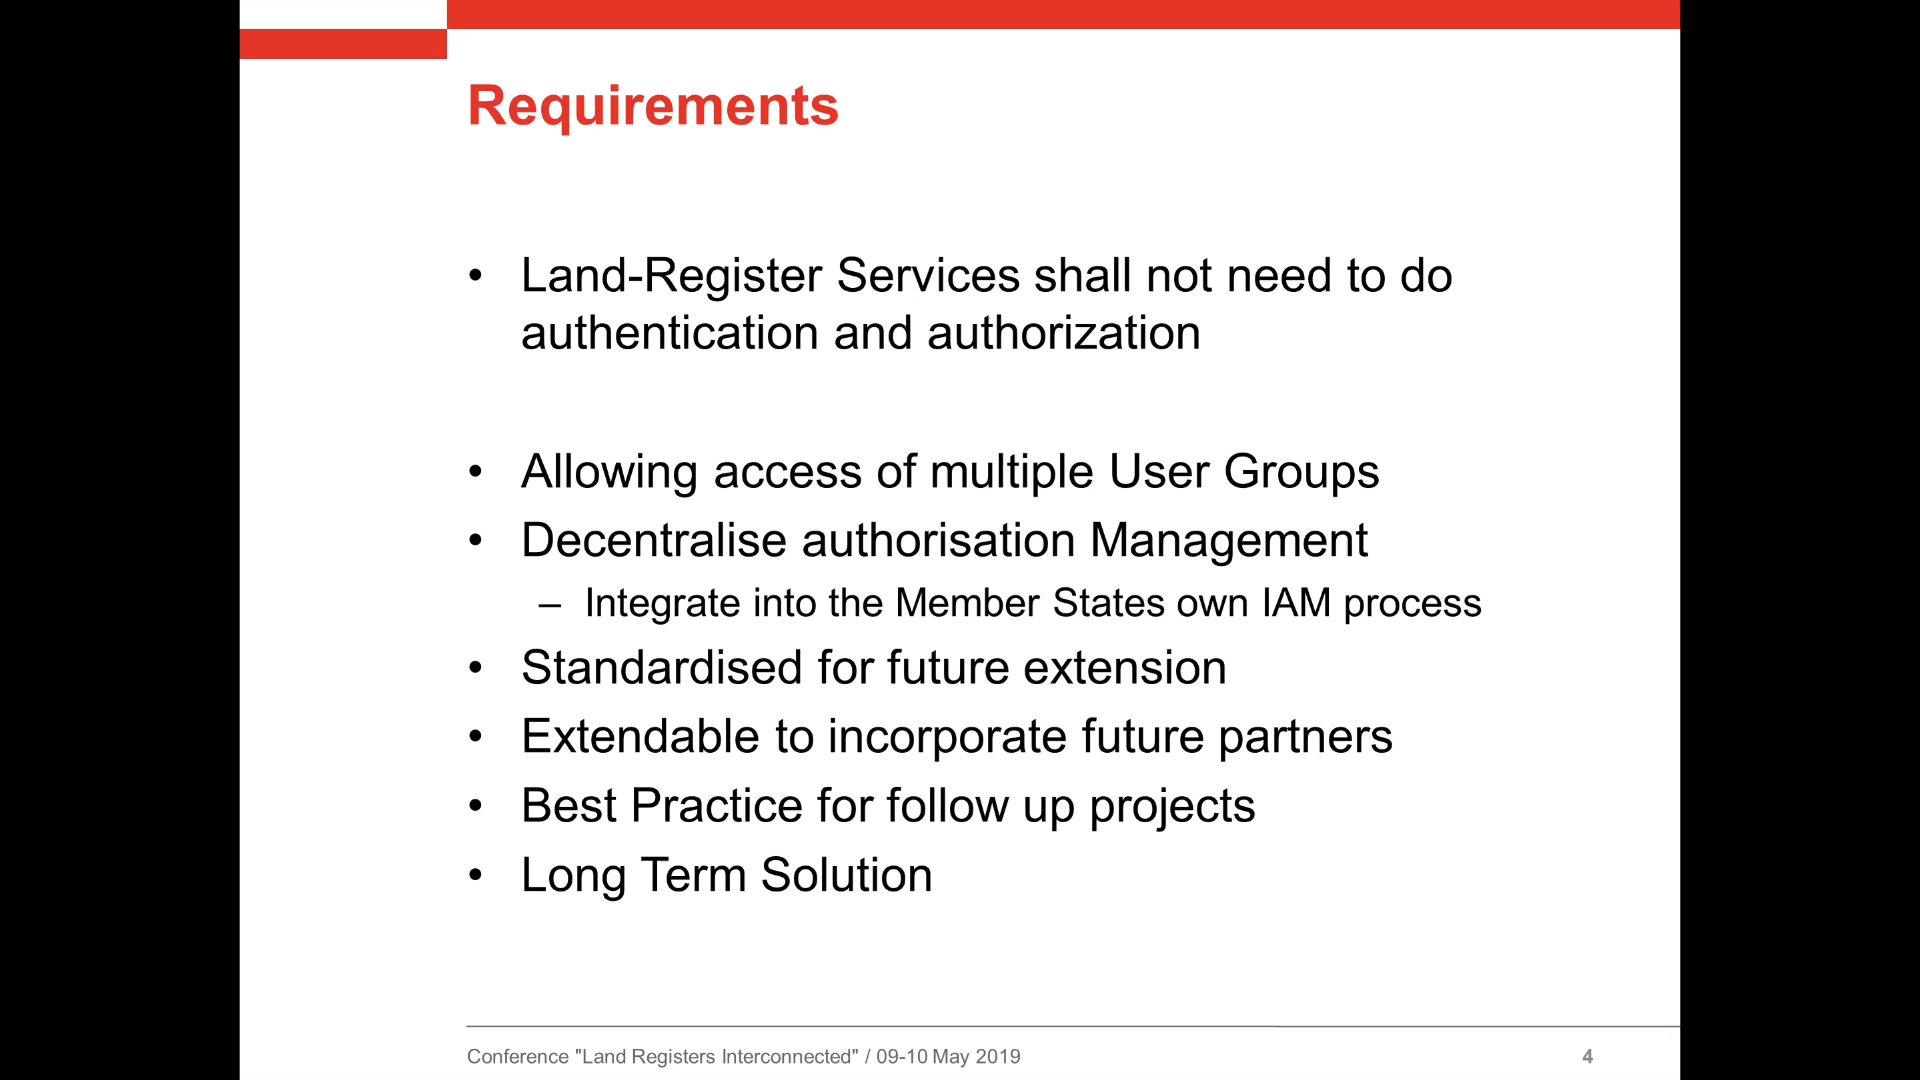 Requirements
• Land-Register Services shall not need to do
authentication and authorization
• Allowing access of multiple User Groups
• Decentralise authorisation Management
– Integrate into the Member States own IAM process
• Standardised for future extension
• Extendable to incorporate future partners
• Best Practice for follow up projects
• Long Term Solution
Conference "Land Registers Interconnected" / 09-10 May 2019
4